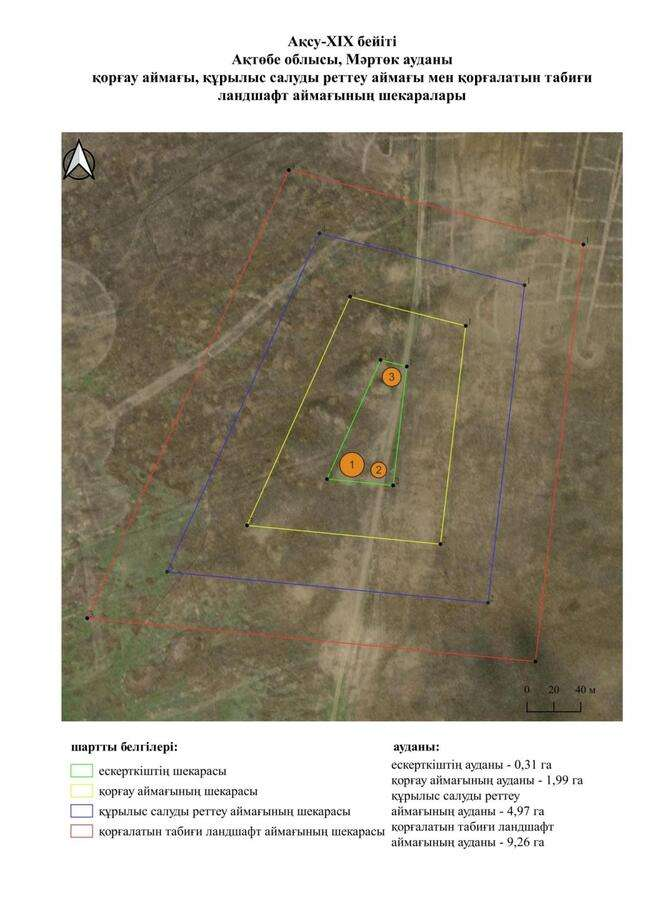 Ақсу-XIX бейіті
Ақтөбе облысы, Мәртөк ауданы
қорғау аймағы, құрылыс салуды реттеу аймағы мен қорғалатын табиғи
ландшафт аймағының шекаралары
3
1
2
0 20 40 м
шартты белгілері:
ескерткіштің шекарасы
қорғау аймағының шекарасы
құрылыс салуды реттеу аймағының шекарасы
қорғалатын табиғи ландшафт аймағының шекарасы
ауданы:
ескерткіштің ауданы - 0,31 га
қорғау аймағының ауданы - 1,99 га
құрылыс салуды реттеу
аймағының ауданы - 4,97 га
қорғалатын табиғи ландшафт
аймағының ауданы - 9,26 га